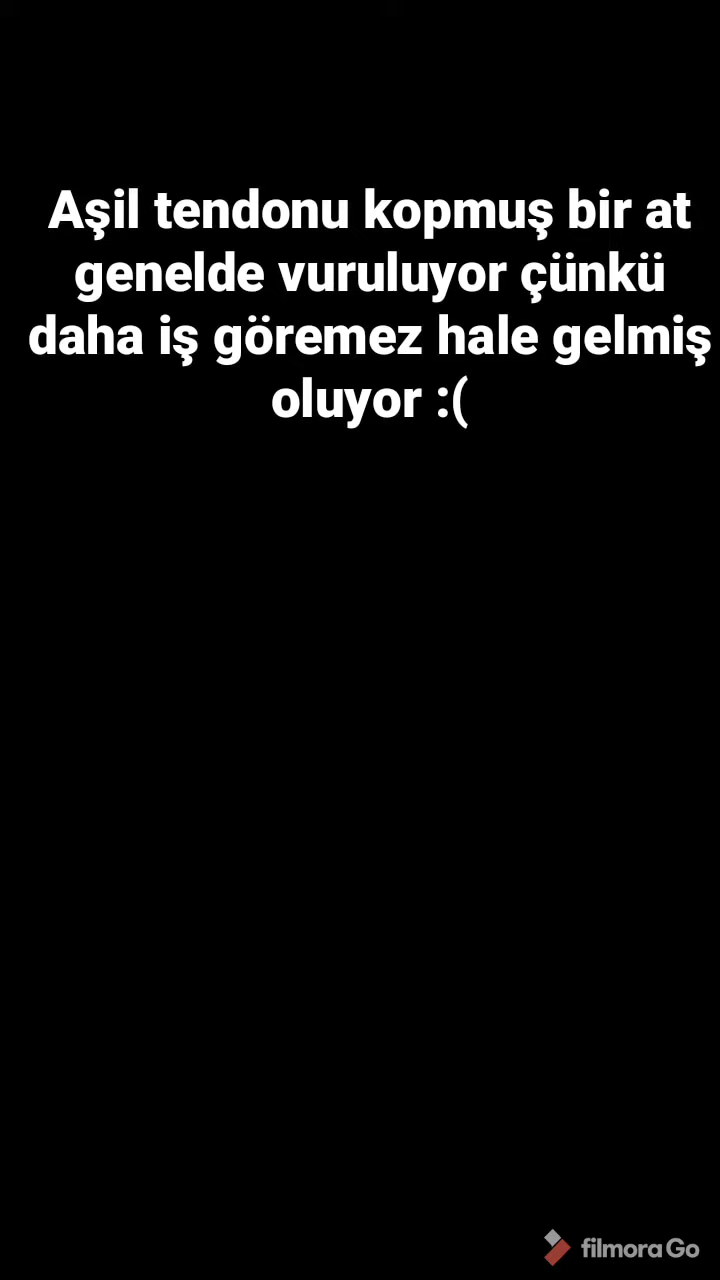 Aşil tendonu kopmuş bir at
genelde vuruluyor çünkü
daha iş göremez hale gelmiş
oluyor :(
filmoraGo